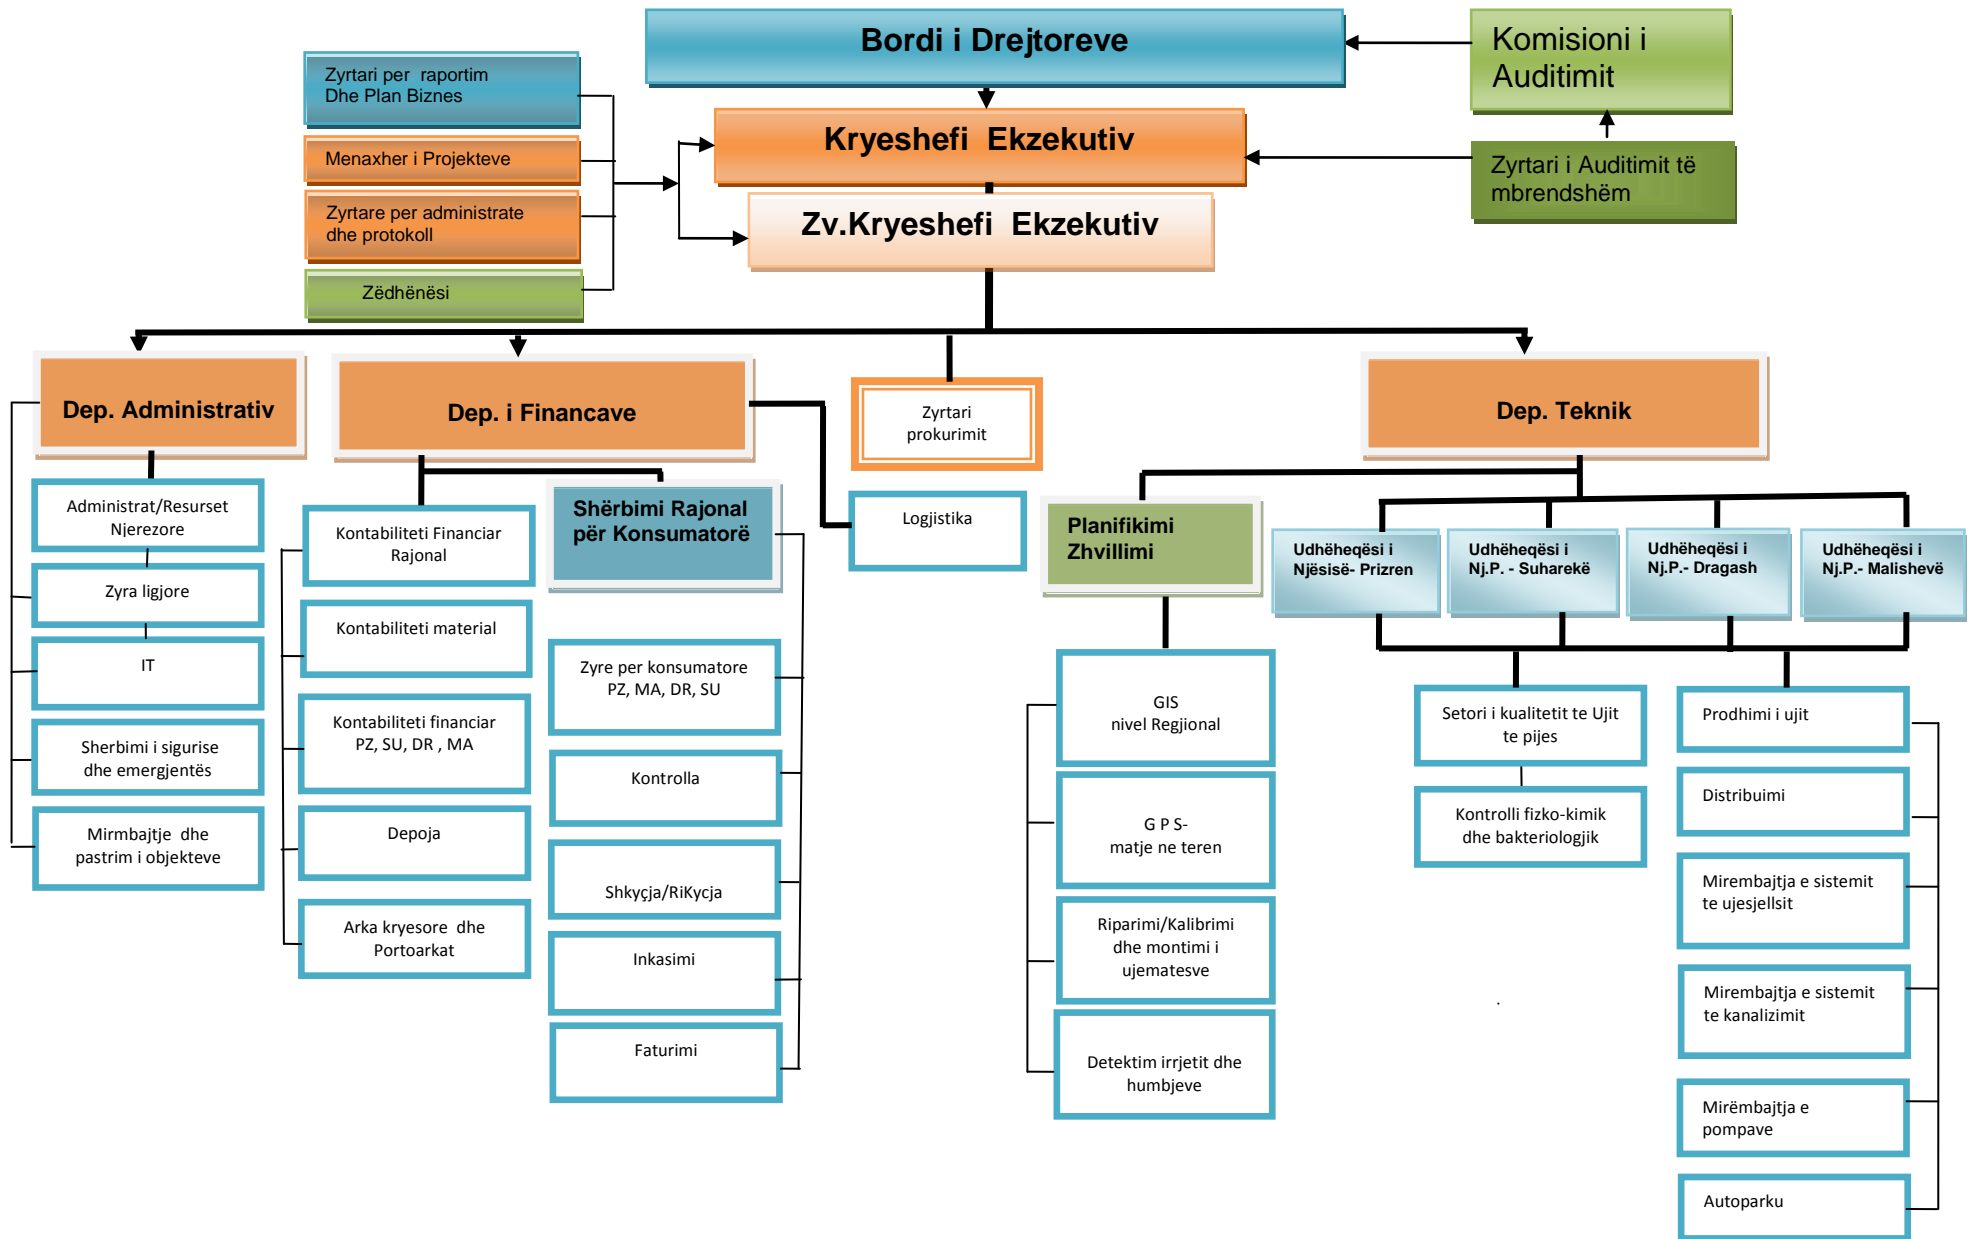 Bordi i Drejtoreve
Komisioni i
Auditimit
Zyrtari per raportim
Dhe Plan Biznes
Kryeshefi Ekzekutiv
Menaxher i Projekteve
Zyrtari i Auditimit të
mbrendshëm
Zyrtare per administrate
dhe protokoll
Zv.Kryeshefi Ekzekutiv
Zëdhënësi
Dep. Administrativ
Dep. i Financave
Zyrtari
prokurimit
Dep. Teknik
Administrat/Resurset
Njerezore
Zyra ligjore
IT
Sherbimi i sigurise
dhe emergjentës
Mirmbajtje dhe
pastrim i objekteve
Kontabiliteti Financiar
Rajonal
Kontabiliteti material
Kontabiliteti financiar
PZ, SU, DR , MA
Depoja
Arka kryesore dhe
Portoarkat
Shërbimi Rajonal
për Konsumatorë
Zyre per konsumatore
PZ, MA, DR, SU
Kontrolla
Shkyçja/RiKycja
Inkasimi
Faturimi
Logjistika
Planifikimi
Zhvillimi
GIS
nivel Regjional
G P S-
matje ne teren
Riparimi/Kalibrimi
dhe montimi i
ujematesve
Detektim irrjetit dhe
humbjeve
Udhëheqësi i
Njësisë- Prizren
Udhëheqësi i
Nj.P. - Suharekë
Udhëheqësi i
Nj.P.- Dragash
Udhëheqësi i
Nj.P.- Malishevë
Setori i kualitetit te Ujit
te pijes
Kontrolli fizko-kimik
dhe bakteriologjik
Prodhimi i ujit
Distribuimi
Mirembajtja e sistemit
te ujesjellsit
Mirembajtja e sistemit
te kanalizimit
Mirëmbajtja e
pompave
Autoparku